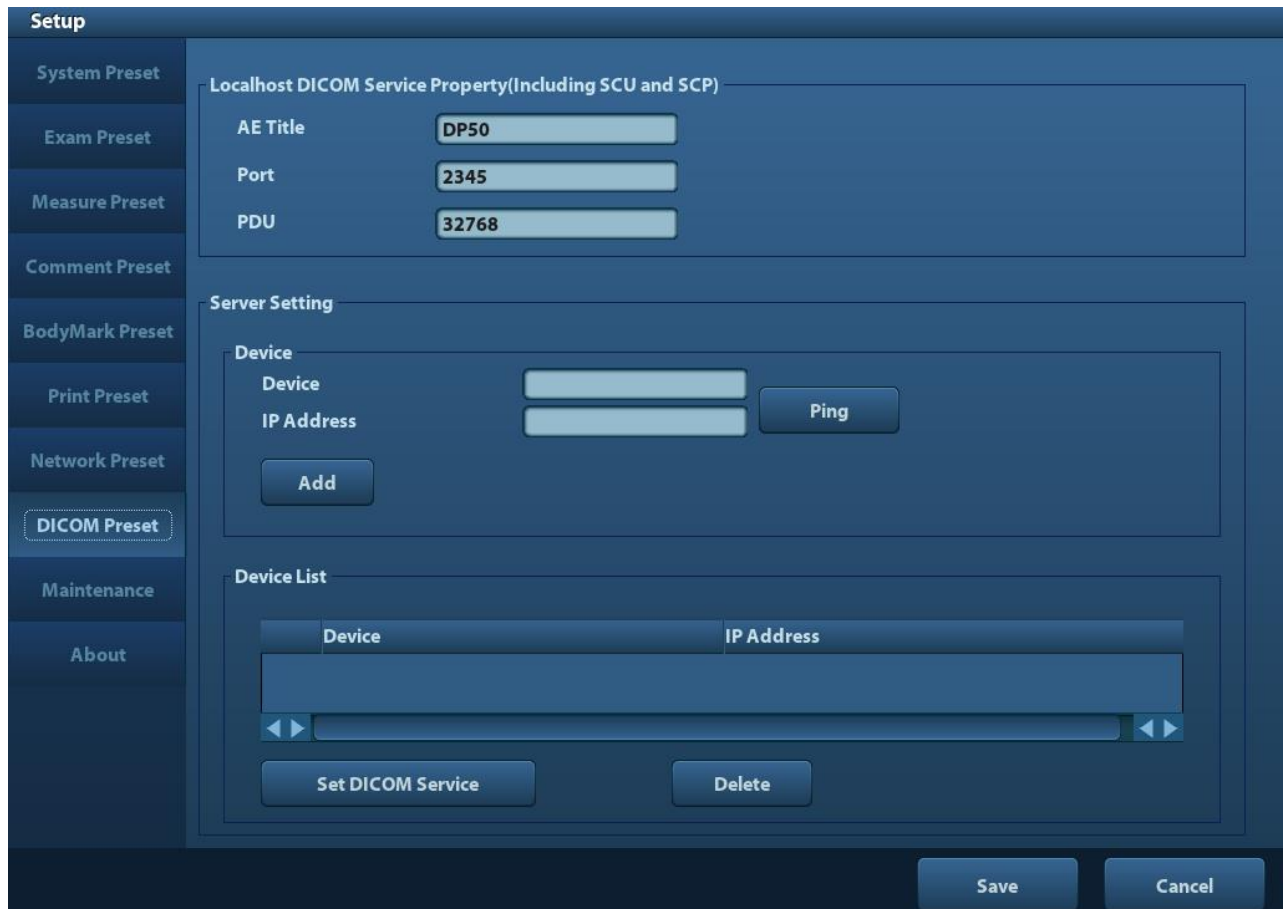 Setup
System Preset
Exam Preset
Measure Preset
Comment Preset
BodyMark Preset
Print Preset
Network Preset
DICOM Preset
Maintenance
About
Localhost DICOM Service Property(Including SCU and SCP)
AE Title DP50
Port 2345
PDU 32768
Server Setting
Device
Device
IP Address
Ping
Add
Device List
Device IP Address
Set DICOM Service Delete
Save Cancel